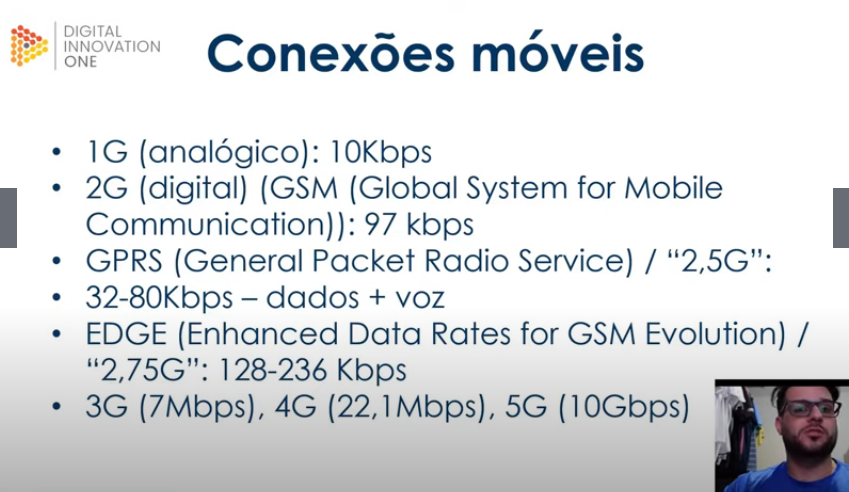 DIGITAL
INNOVATION
ONE
Conexões móveis
• 1G (analógico): 10Kbps
• 2G (digital) (GSM (Global System for Mobile
Communication)): 97 kbps
• GPRS (General Packet Radio Service) / “2,5G”:
• 32-80Kbps – dados + voz
• EDGE (Enhanced Data Rates for GSM Evolution) /
“2,75G”: 128-236 Kbps
• 3G (7Mbps), 4G (22,1Mbps), 5G (10Gbps)